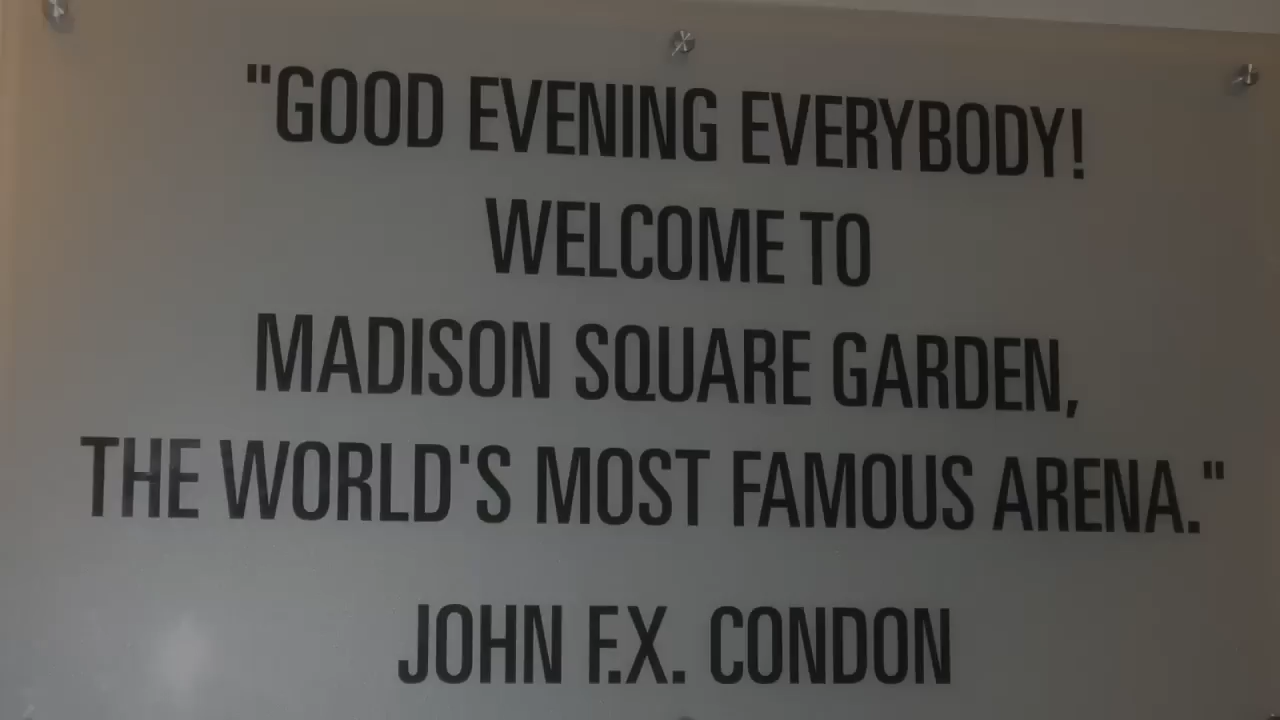 "GOOD EVENING EVERYBODY!
WELCOME TO
MADISON SQUARE GARDEN,
THE WORLD'S MOST FAMOUS ARENA."
JOHN F.X. CONDON